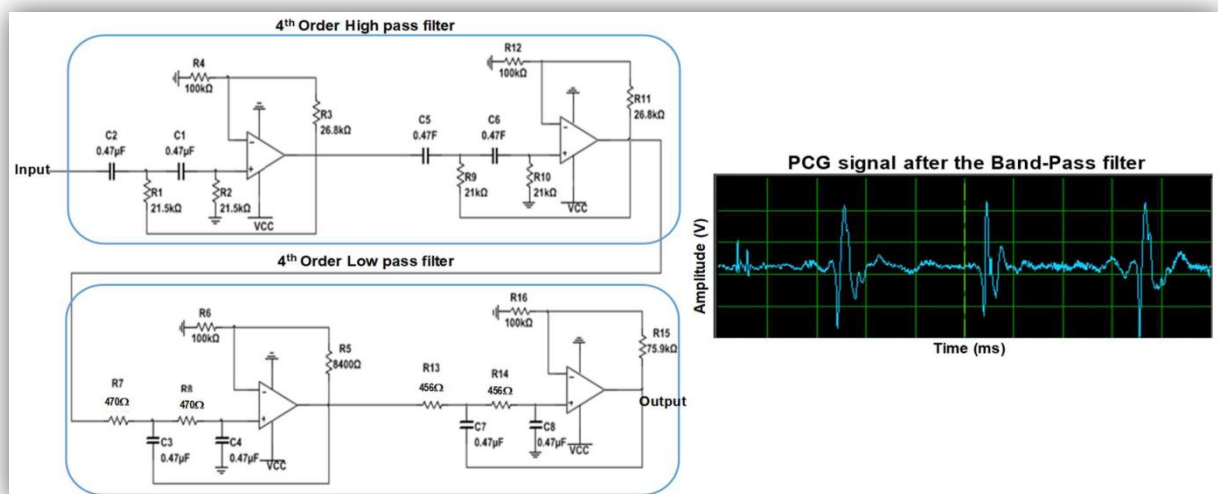 4th Order High pass filter
R4
100kΩ
R3
26.8kΩ
C2
0.47µF
C1
0.47µF
Input
R1
21.5kΩ
R2
21.5kΩ
VCC
R12
100kΩ
R11
26.8kΩ
C5
0.47F
C6
0.47F
R9
21kΩ
R10
21kΩ
VCC
4th Order Low pass filter
R6
100kΩ
R5
8400Ω
R7
470Ω
R8
470Ω
C3
0.47µF
C4
0.47µF
VCC
R16
100kΩ
R15
75.9kΩ
R13
456Ω
R14
456Ω
Output
C7
0.47µF
C8
0.47µF
VCC
PCG signal after the Band-Pass filter
Amplitude (V)
Time (ms)